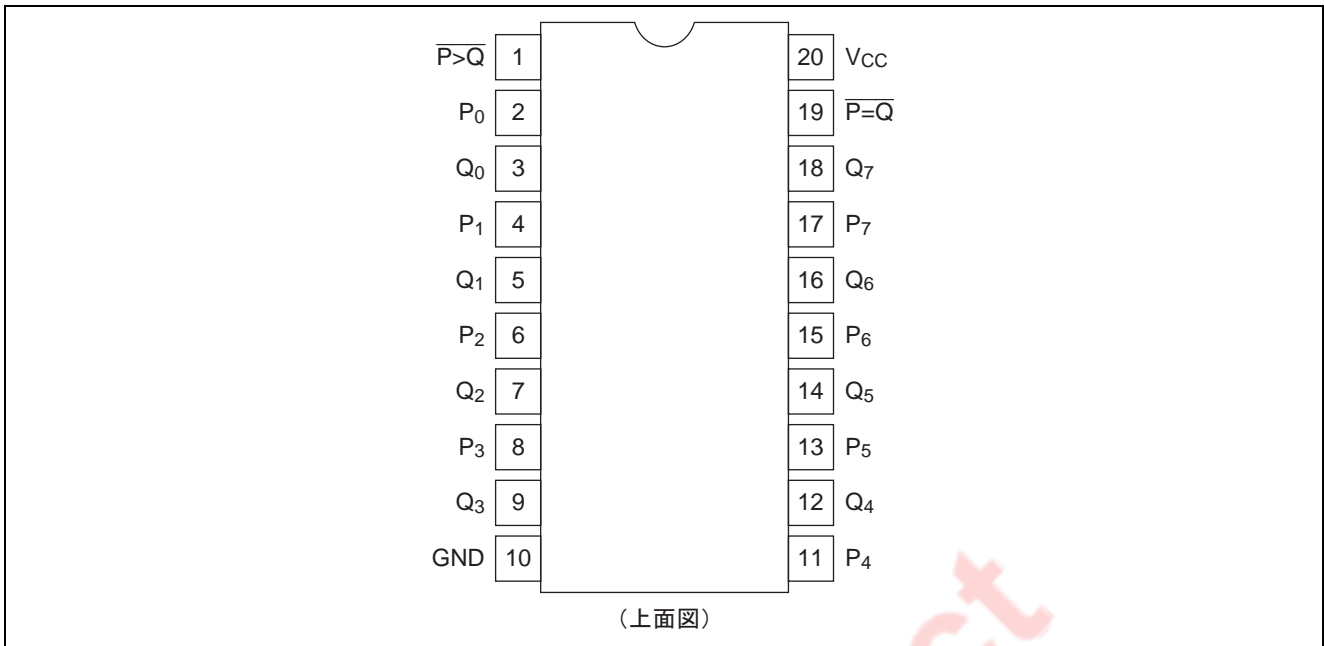 P>Q 1 20 VCC
P0 2 19 P=Q
Q0 3 18 Q7
P1 4 17 P7
Q1 5 16 Q6
P2 6 15 P6
Q2 7 14 Q5
P3 8 13 P5
Q3 9 12 Q4
GND 10 11 P4
(上面図)
ct